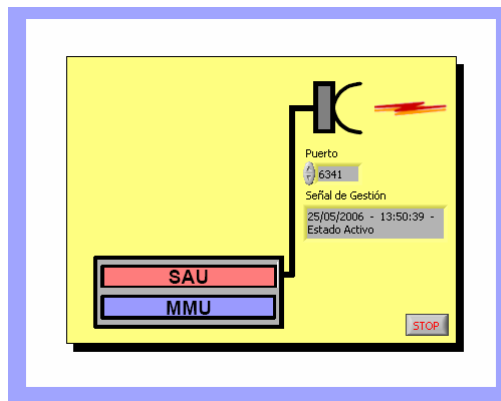 Puerto
6341
Señal de Gestión
25/05/2006 - 13:50:39 -
Estado Activo
SAU
MMU
STOP